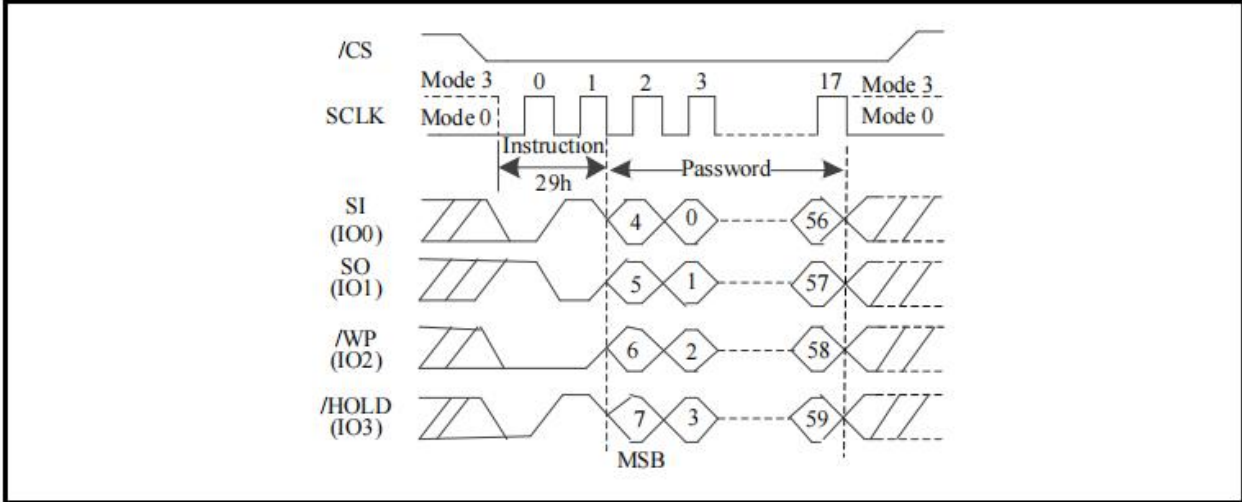 /CS
Mode 3 0 1 2 3 17 Mode 3
SCLK Mode 0 Mode 0
Instruction
Password
29h
SI
(IO0) 4 0 56
SO
(IO1) 5 1 57
/WP
(IO2) 6 2 58
/HOLD
(IO3) 7 3 59
MSB